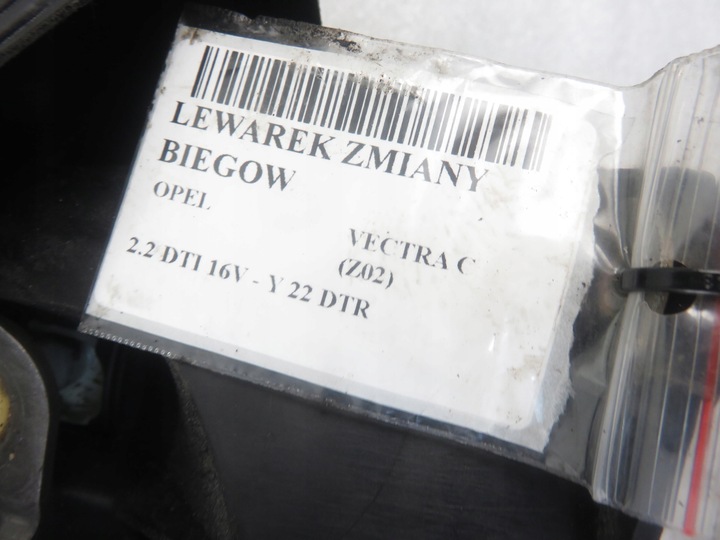 LEWAREK ZMIANY
BIEGOW
OPEL
VECTRA C
(Z02)
2.2 DTI 16V - Y 22 DTR